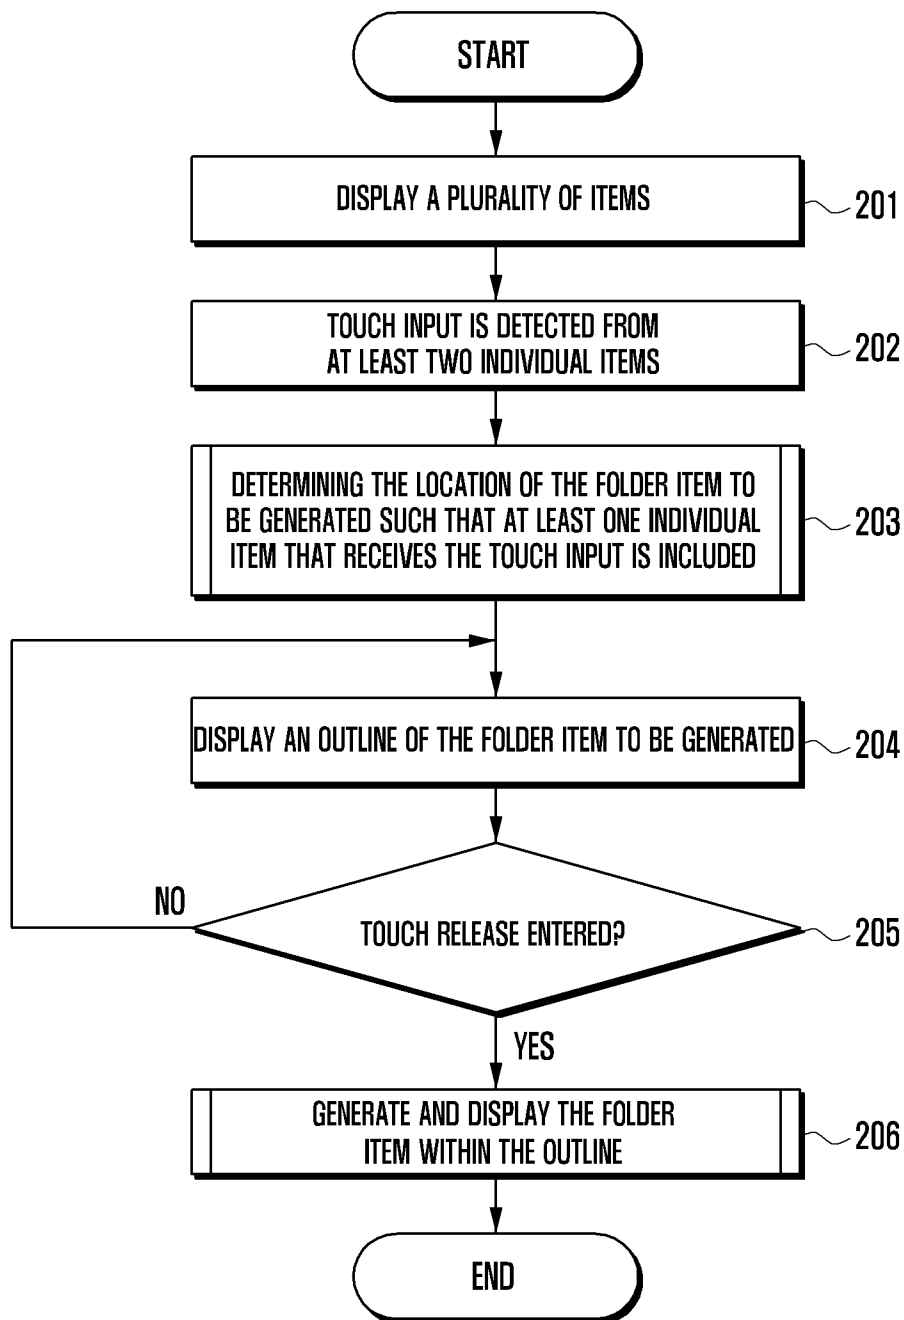 START
DISPLAY A PLURALITY OF ITEMS
201
TOUCH INPUT IS DETECTED FROM
AT LEAST TWO INDIVIDUAL ITEMS
202
DETERMINING THE LOCATION OF THE FOLDER ITEM TO
BE GENERATED SUCH THAT AT LEAST ONE INDIVIDUAL
ITEM THAT RECEIVES THE TOUCH INPUT IS INCLUDED
203
DISPLAY AN OUTLINE OF THE FOLDER ITEM TO BE GENERATED
204
NO
TOUCH RELEASE ENTERED?
205
YES
GENERATE AND DISPLAY THE FOLDER
ITEM WITHIN THE OUTLINE
206
END